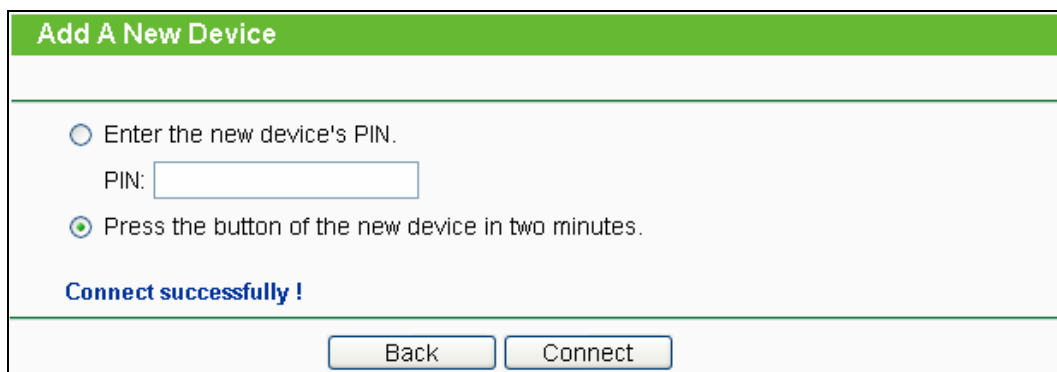 Add A New Device
Enter the new device's PIN.
PIN:
Press the button of the new device in two minutes.
Connect successfully !
Back Connect